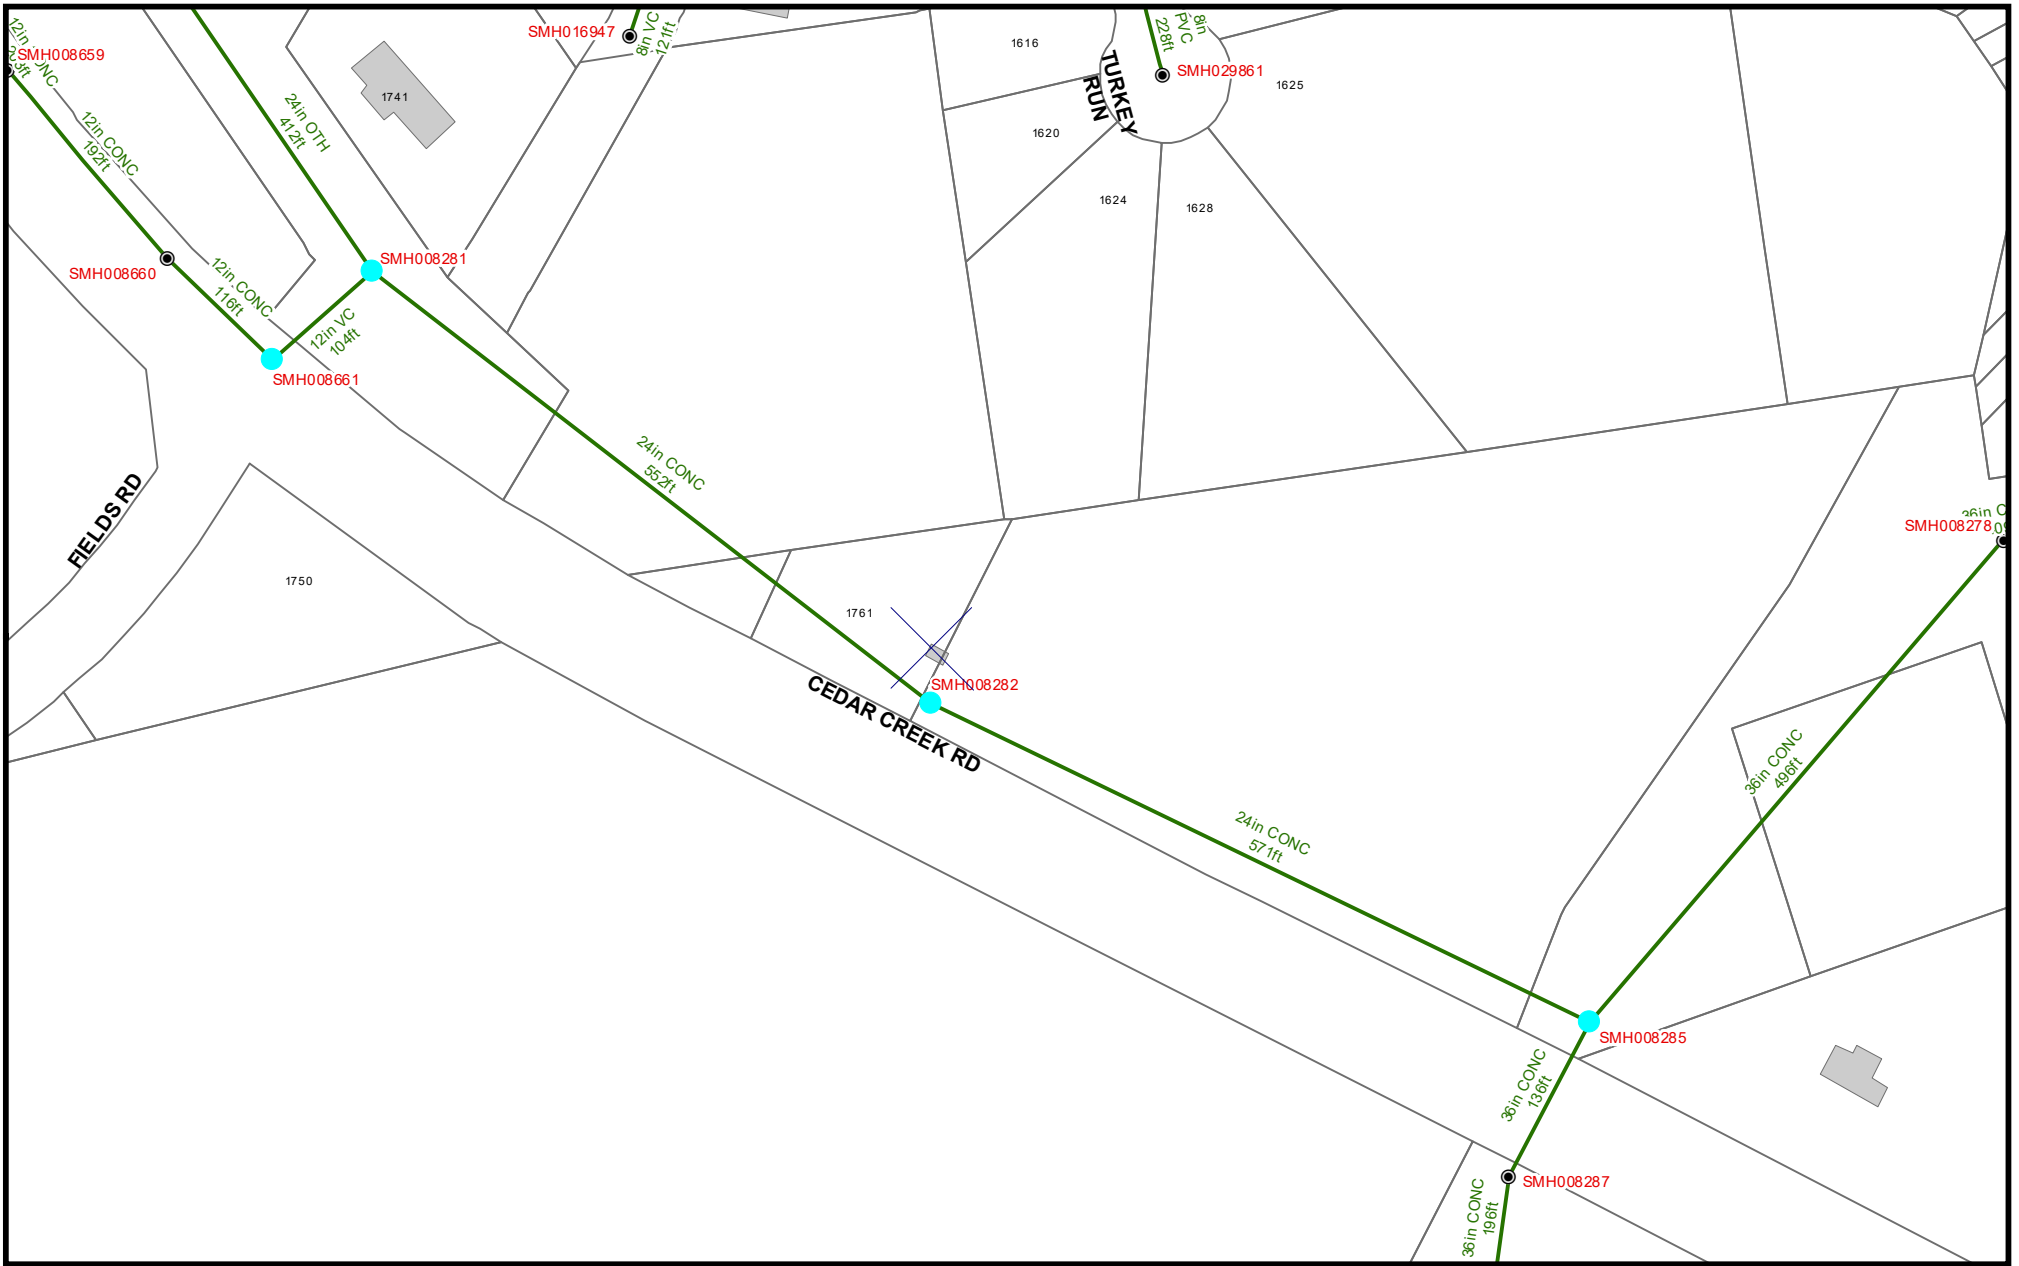 SMH008659
12in CONC
SMH016947
8in VC
121ft
1616
8in
PVC
228ft
SMH029861
1625
TURKEY
RUN
1741
24in OTH
412ft
12in CONC
192ft
1620
1624
1628
SMH008660
SMH008281
12in CONC
116ft
12in VC
104ft
SMH008661
24in CONC
552ft
FIELDS RD
1750
SMH008278
1761
SMH008282
CEDAR CREEK RD
36in CONC
496ft
24in CONC
571ft
SMH008285
36in CONC
136ft
SMH008287
36in CONC
196ft